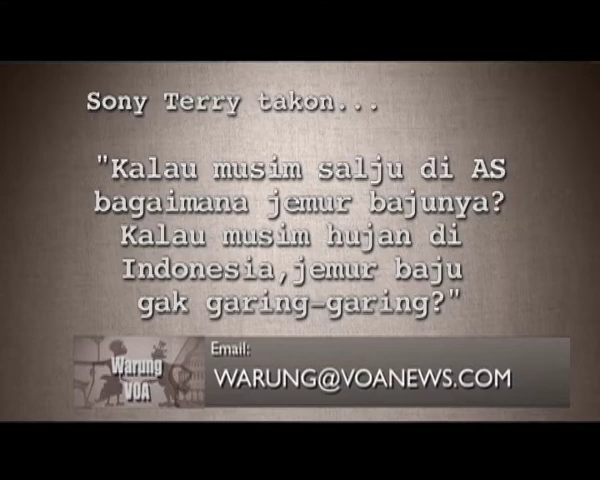 Sony Terry takon...
"Kalau musim salju di AS
bagaimana jemur bajunya?
Kalau musim hujan di
Indonesia,jemur baju
gak garing-garing?"
Email:
Warung
VOA
WARUNG@VOANEWS.COM